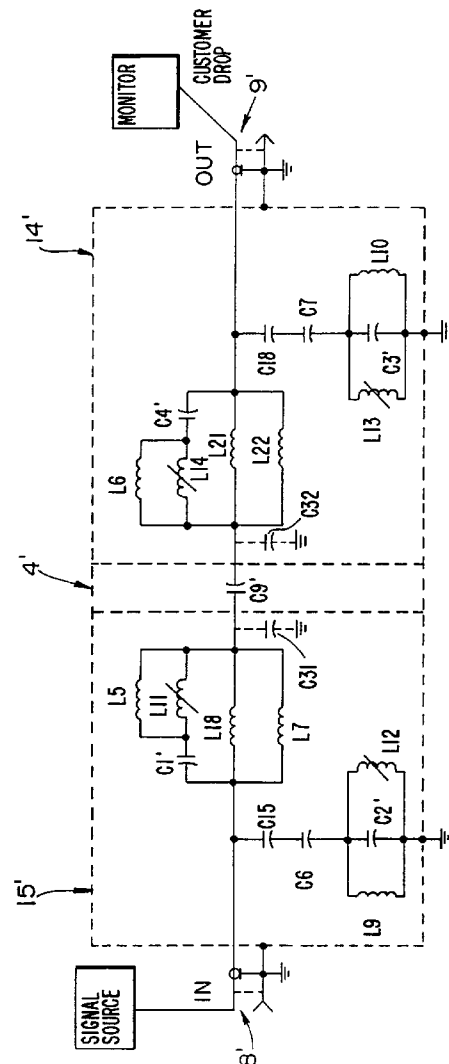 SIGNAL
SOURCE
8'
IN
15'
L9
C6
C15
C2'
L12
C1'
L5
L11
L18
L7
C31
4'
C9'
C32
L6
L14
C4'
L21
L22
14'
C18
C7
L13
C3'
L10
OUT
9'
MONITOR
CUSTOMER
DROP